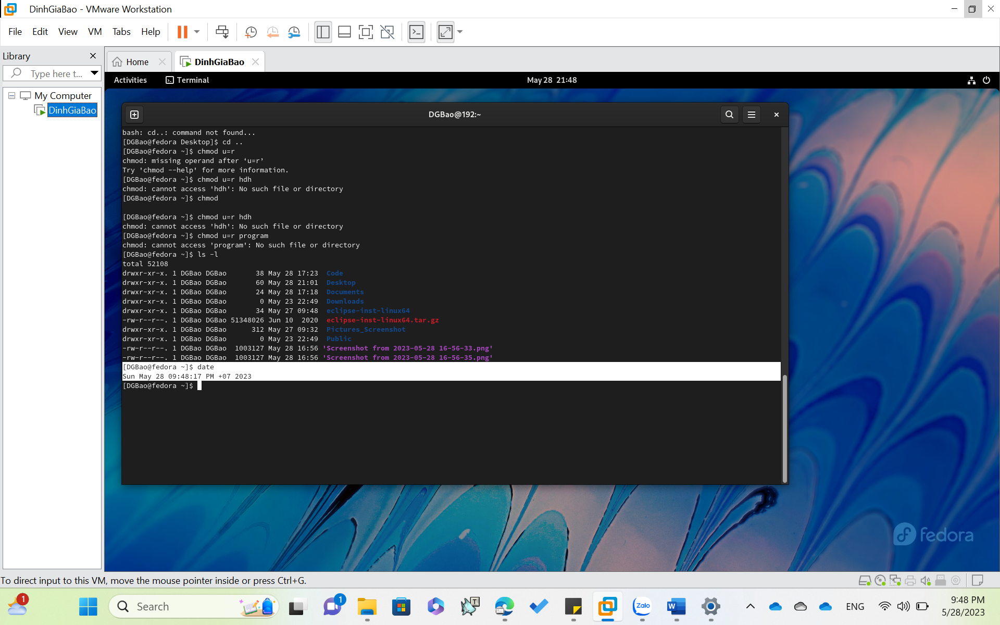 DinhGiaBao - VMware Workstation
File Edit View VM Tabs Help
Library
Type here t...
My Computer
DinhGiaBao
Home
DinhGiaBao
Activities Terminal May 28 21:48
DGBao@192:~
bash: cd..: command not found...
[DGBao@fedora Desktop]$ cd ..
[DGBao@fedora ~]$ chmod u=r
chmod: missing operand after ‘u=r’
Try 'chmod --help' for more information.
[DGBao@fedora ~]$ chmod u=r hdh
chmod: cannot access 'hdh': No such file or directory
[DGBao@fedora ~]$ chmod
[DGBao@fedora ~]$ chmod u=r hdh
chmod: cannot access 'hdh': No such file or directory
[DGBao@fedora ~]$ chmod u=r program
chmod: cannot access 'program': No such file or directory
[DGBao@fedora ~]$ ls -l
total 52108
drwxr-xr-x. 1 DGBao DGBao 38 May 28 17:23 Code
drwxr-xr-x. 1 DGBao DGBao 60 May 28 21:01 Desktop
drwxr-xr-x. 1 DGBao DGBao 24 May 28 17:18 Documents
drwxr-xr-x. 1 DGBao DGBao 0 May 23 22:49 Downloads
drwxr-xr-x. 1 DGBao DGBao 34 May 27 09:48 eclipse-inst-linux64
-rw-r--r--. 1 DGBao DGBao 51348026 Jun 10 2020 eclipse-inst-linux64.tar.gz
drwxr-xr-x. 1 DGBao DGBao 312 May 27 09:32 Pictures_Screenshot
drwxr-xr-x. 1 DGBao DGBao 0 May 23 22:49 Public
-rw-r--r--. 1 DGBao DGBao 1003127 May 28 16:56 'Screenshot from 2023-05-28 16-56-33.png'
-rw-r--r--. 1 DGBao DGBao 1003127 May 28 16:56 'Screenshot from 2023-05-28 16-56-35.png'
[DGBao@fedora ~]$ date
Sun May 28 09:48:17 PM +07 2023
[DGBao@fedora ~]$
fedora
To direct input to this VM, move the mouse pointer inside or press Ctrl+G.
1
Search
1
T
Zalo
W
ENG
9:48 PM
5/28/2023